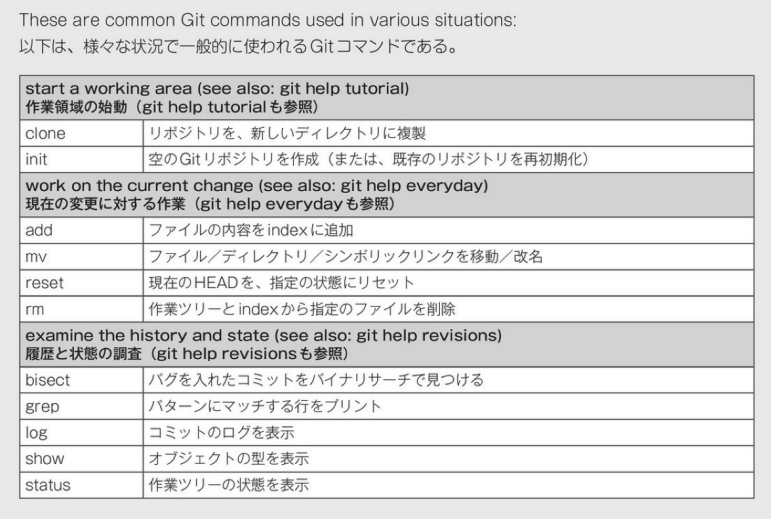 These are common Git commands used in various situations:
以下は、様々な状況で一般的に使われるGitコマンドである。
start a working area (see also: git help tutorial)
作業領域の始動（git help tutorialも参照）
clone リポジトリを、新しいディレクトリに複製
init 空のGitリポジトリを作成（または、既存のリポジトリを再初期化）
work on the current change (see also: git help everyday)
現在の変更に対する作業（git help everydayも参照）
add ファイルの内容をindexに追加
mv ファイル／ディレクトリ／シンボリックリンクを移動／改名
reset 現在のHEADを、指定の状態にリセット
rm 作業ツリーとindexから指定のファイルを削除
examine the history and state (see also: git help revisions)
履歴と状態の調査（git help revisionsも参照）
bisect バグを入れたコミットをバイナリサーチで見つける
grep パターンにマッチする行をプリント
log コミットのログを表示
show オブジェクトの型を表示
status 作業ツリーの状態を表示